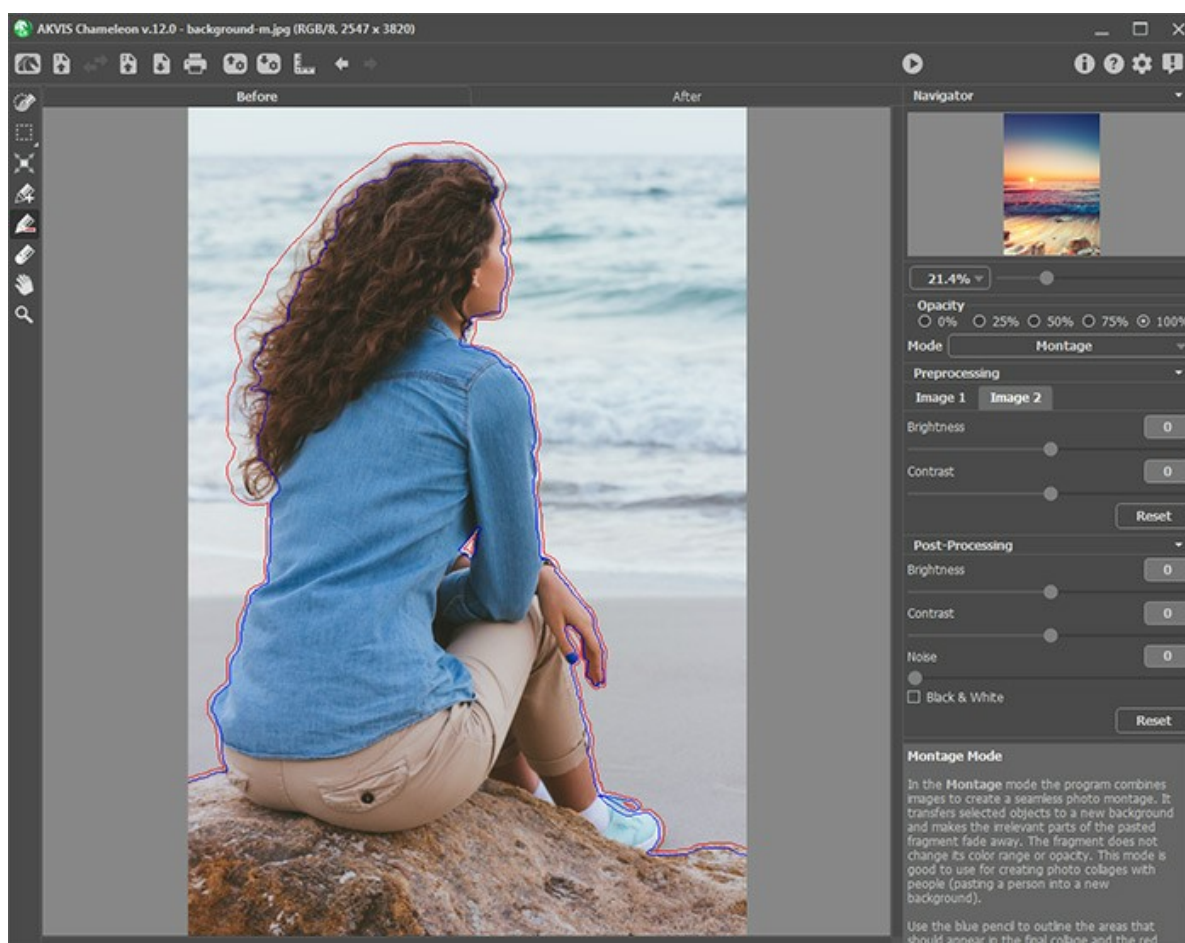 AKVIS Chameleon v.12.0 - background-m.jpg (RGB/8, 2547 x 3820)
Before
After
Navigator
21.4%
Opacity
0% 25% 50% 75% 100%
Mode Montage
Preprocessing
Image 1 Image 2
Brightness 0
Contrast 0
Reset
Post-Processing
Brightness 0
Contrast 0
Noise 0
Black & White
Reset
Montage Mode
In the Montage mode the program combines
images to create a seamless photo montage. It
transfers selected objects to a new background
and makes the irrelevant parts of the pasted
fragment fade away. The fragment does not
change its color range or opacity. This mode is
good to use for creating photo collages with
people (pasting a person into a new
background).
Use the blue pencil to outline the areas that
should appear in the final collage and the red